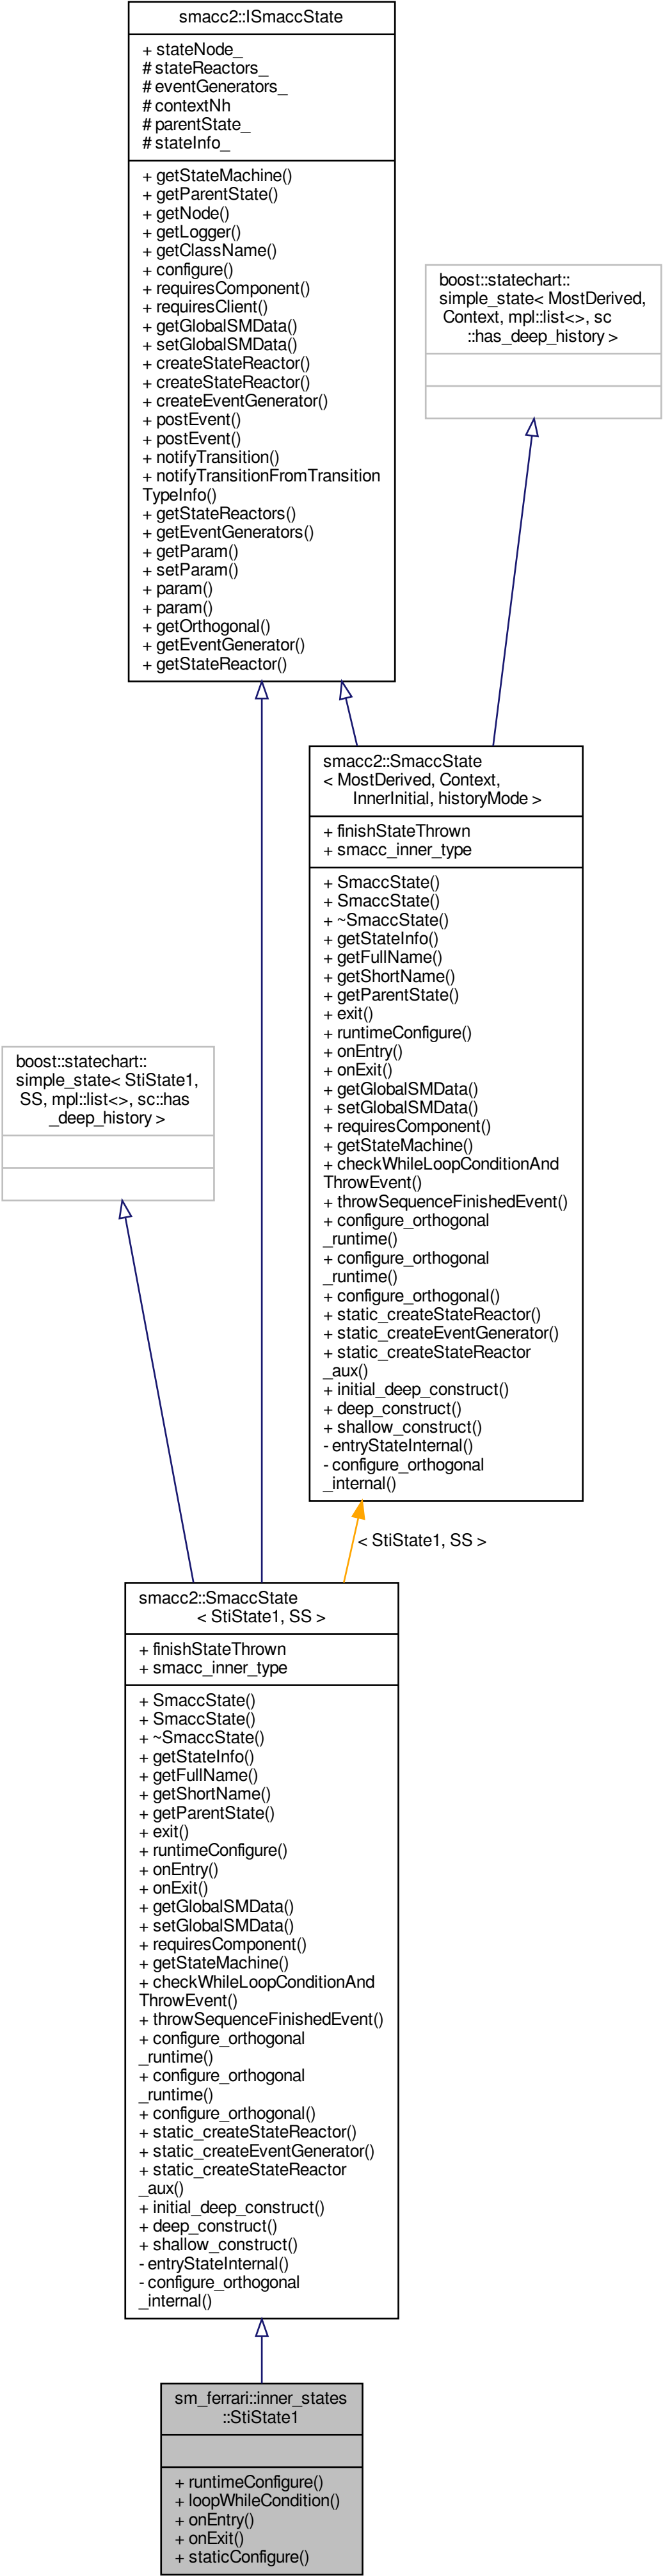 smacc2::ISmaccState
+ stateNode_
# stateReactors_
# eventGenerators_
# contextNh
# parentState_
# stateInfo_
+ getStateMachine()
+ getParentState()
+ getNode()
+ getLogger()
+ getClassName()
+ configure()
+ requiresComponent()
+ requiresClient()
+ getGlobalSMData()
+ setGlobalSMData()
+ createStateReactor()
+ createStateReactor()
+ createEventGenerator()
+ postEvent()
+ postEvent()
+ notifyTransition()
+ notifyTransitionFromTransition
TypeInfo()
+ getStateReactors()
+ getEventGenerators()
+ getParam()
+ setParam()
+ param()
+ param()
+ getOrthogonal()
+ getEventGenerator()
+ getStateReactor()
boost::statechart::
simple_state< MostDerived,
Context, mpl::list<>, sc
::has_deep_history >
smacc2::SmaccState
< MostDerived, Context,
InnerInitial, historyMode >
+ finishStateThrown
+ smacc_inner_type
+ SmaccState()
+ SmaccState()
+ ~SmaccState()
+ getStateInfo()
+ getFullName()
+ getShortName()
+ getParentState()
+ exit()
+ runtimeConfigure()
+ onEntry()
+ onExit()
+ getGlobalSMData()
+ setGlobalSMData()
+ requiresComponent()
+ getStateMachine()
+ checkWhileLoopConditionAnd
ThrowEvent()
+ throwSequenceFinishedEvent()
+ configure_orthogonal
_runtime()
+ configure_orthogonal
_runtime()
+ configure_orthogonal()
+ static_createStateReactor()
+ static_createEventGenerator()
+ static_createStateReactor
_aux()
+ initial_deep_construct()
+ deep_construct()
+ shallow_construct()
- entryStateInternal()
- configure_orthogonal
_internal()
boost::statechart::
simple_state< StiState1,
SS, mpl::list<>, sc::has
_deep_history >
< StiState1, SS >
smacc2::SmaccState
< StiState1, SS >
+ finishStateThrown
+ smacc_inner_type
+ SmaccState()
+ SmaccState()
+ ~SmaccState()
+ getStateInfo()
+ getFullName()
+ getShortName()
+ getParentState()
+ exit()
+ runtimeConfigure()
+ onEntry()
+ onExit()
+ getGlobalSMData()
+ setGlobalSMData()
+ requiresComponent()
+ getStateMachine()
+ checkWhileLoopConditionAnd
ThrowEvent()
+ throwSequenceFinishedEvent()
+ configure_orthogonal
_runtime()
+ configure_orthogonal
_runtime()
+ configure_orthogonal()
+ static_createStateReactor()
+ static_createEventGenerator()
+ static_createStateReactor
_aux()
+ initial_deep_construct()
+ deep_construct()
+ shallow_construct()
- entryStateInternal()
- configure_orthogonal
_internal()
sm_ferrari::inner_states
::StiState1
+ runtimeConfigure()
+ loopWhileCondition()
+ onEntry()
+ onExit()
+ staticConfigure()